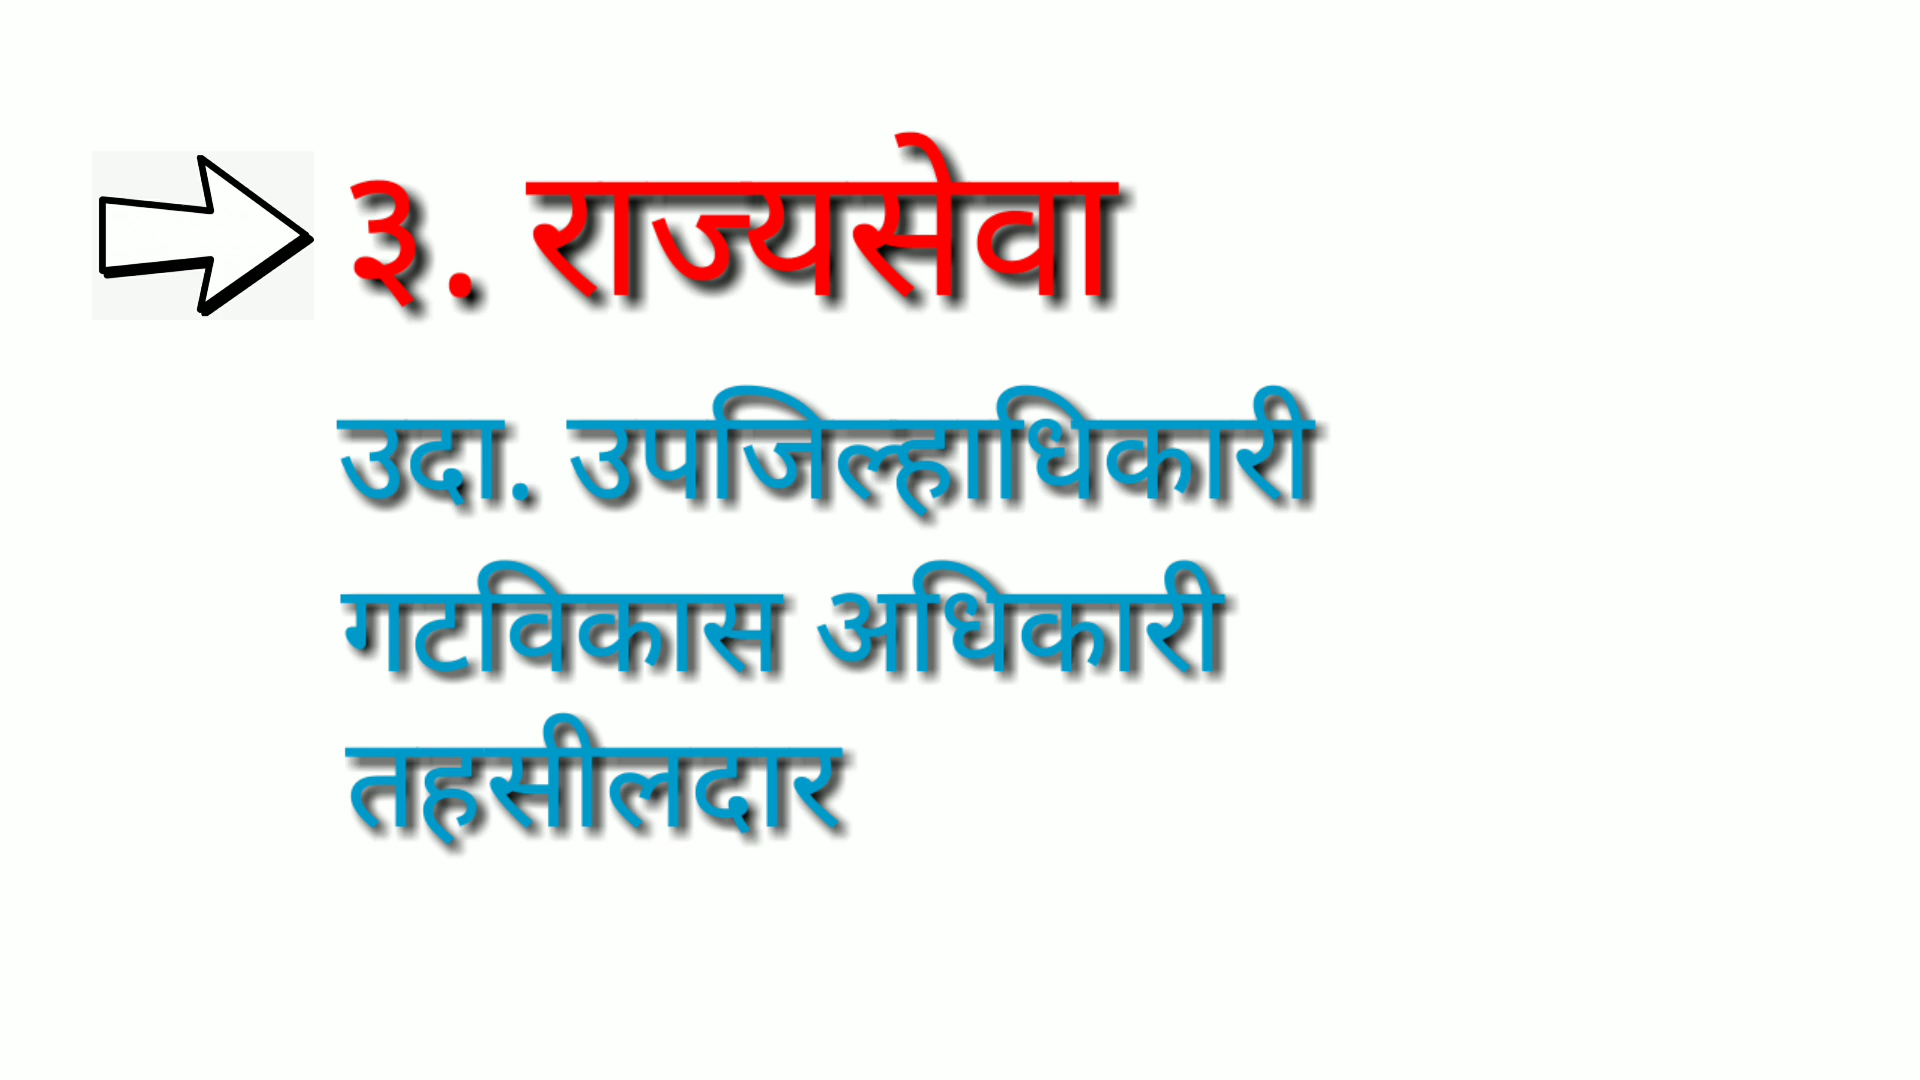 ३. राज्यसेवा
उदा. उपजिल्हाधिकारी
गटविकास अधिकारी
तहसीलदार